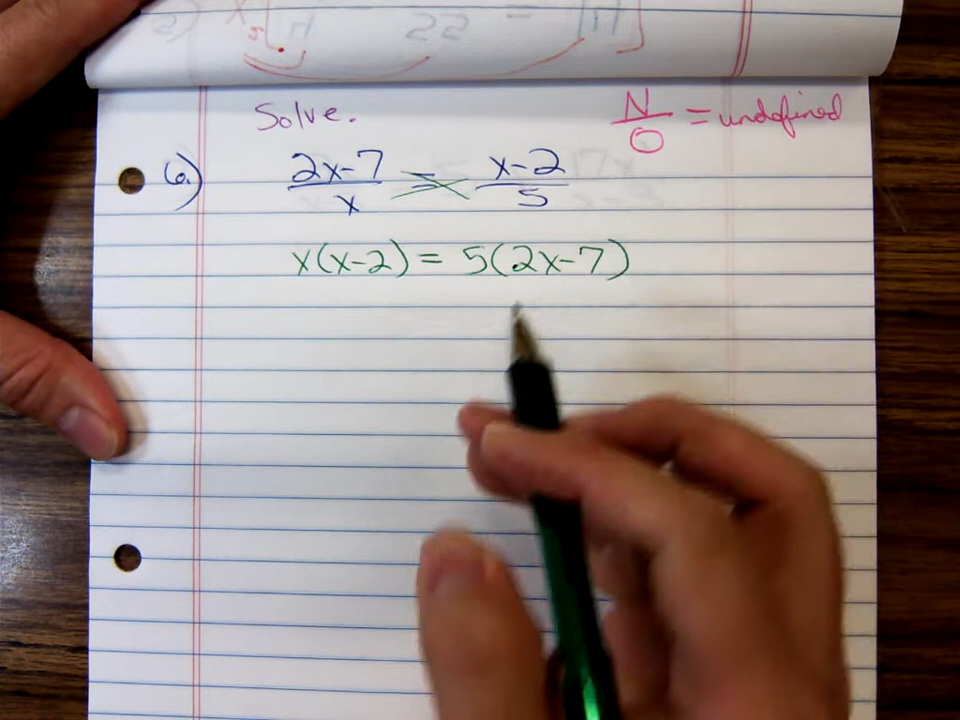 Solve. N/0 = undefined
6.) (2x-7)/x = (x-2)/5
x(x-2) = 5(2x-7)